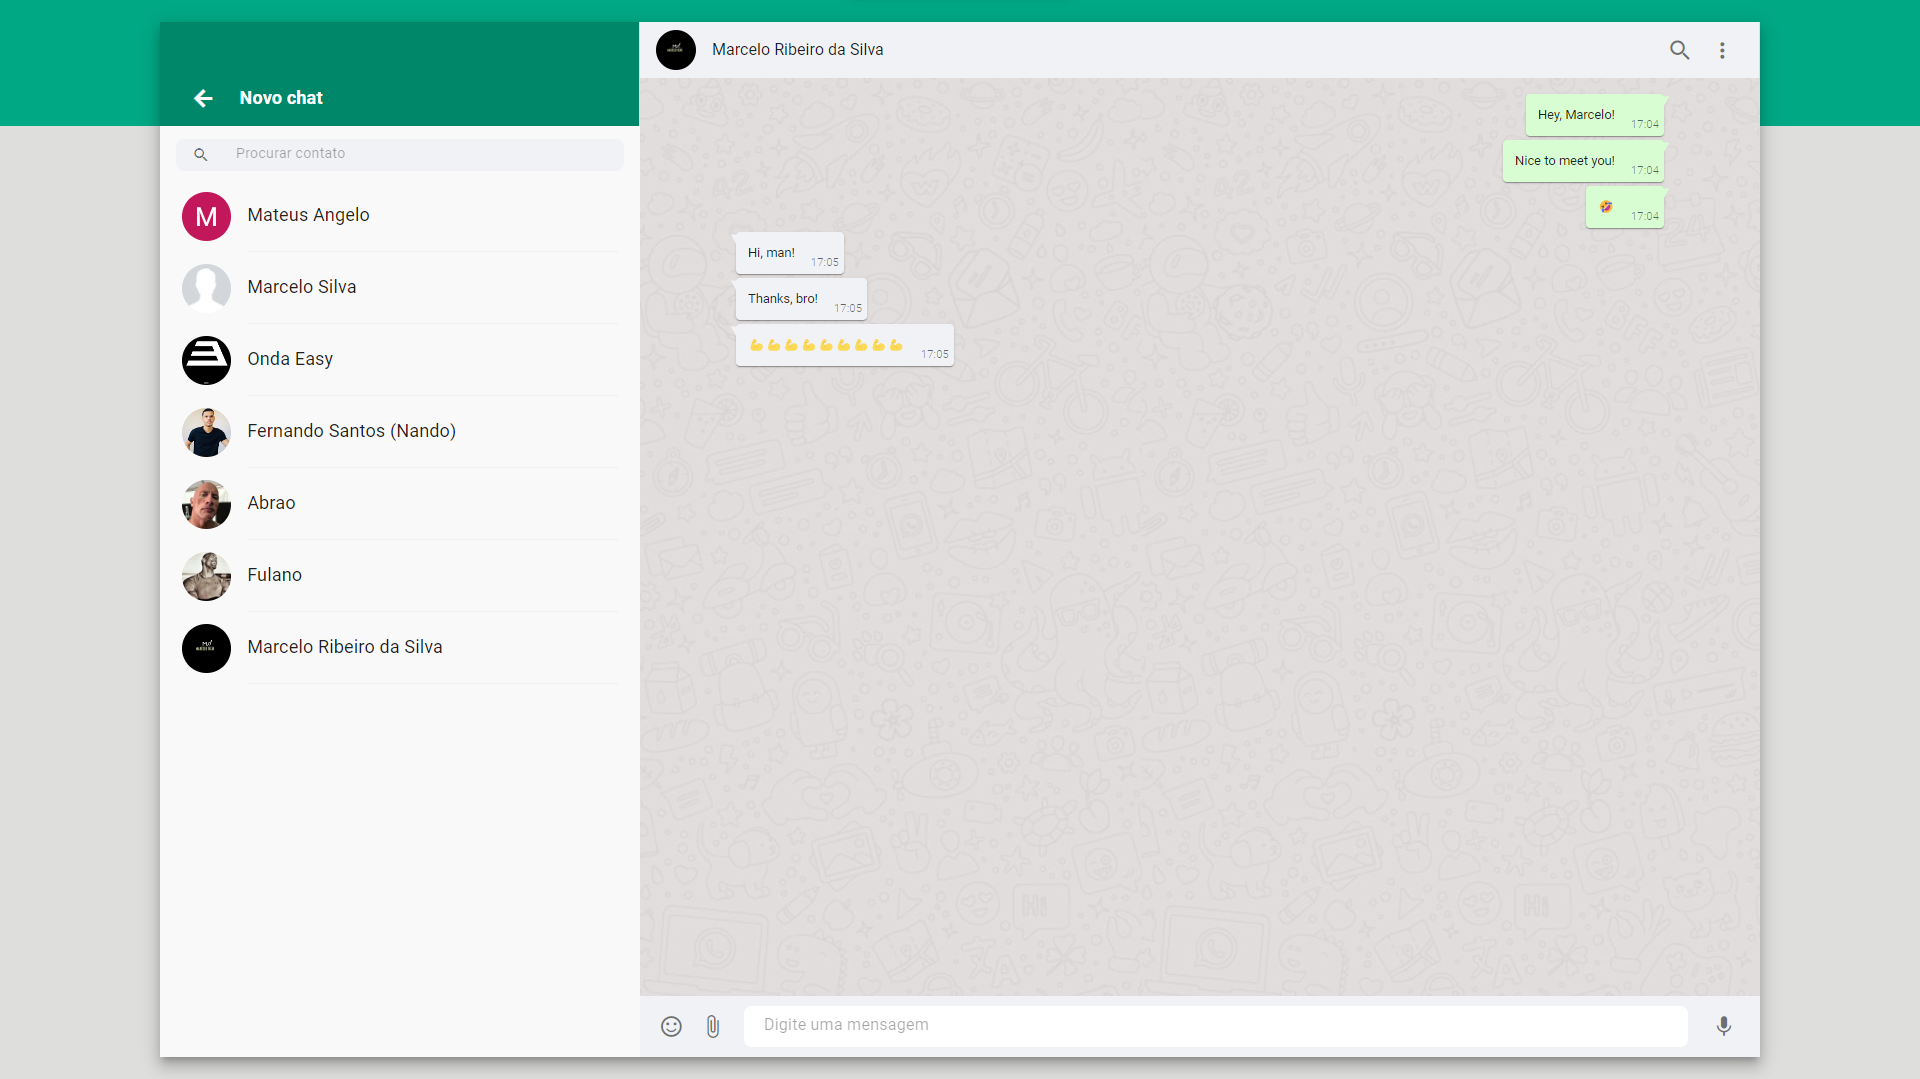 Novo chat
Procurar contato
M
Mateus Angelo
Marcelo Silva
Onda Easy
Fernando Santos (Nando)
Abrao
Fulano
Marcelo Ribeiro da Silva
Marcelo Ribeiro da Silva
Hey, Marcelo!
17:04
Nice to meet you!
17:04
🤣
17:04
Hi, man!
17:05
Thanks, bro!
17:05
💪💪💪💪💪💪💪💪💪
17:05
Hi
Hi
Digite uma mensagem